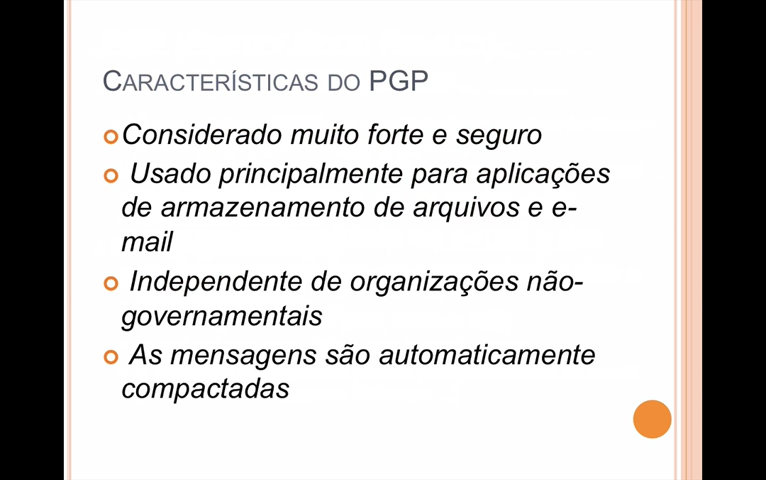 CARACTERÍSTICAS DO PGP
Considerado muito forte e seguro
Usado principalmente para aplicações
de armazenamento de arquivos e e-
mail
Independente de organizações não-
governamentais
As mensagens são automaticamente
compactadas